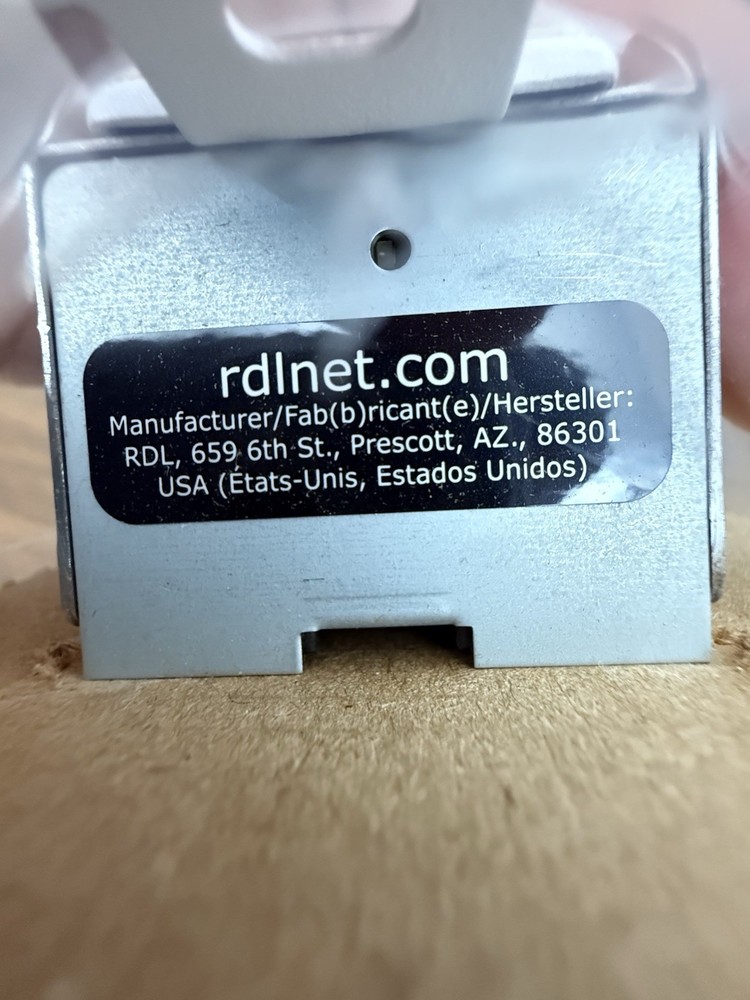 rdlnet.com
Manufacturer/Fab(b)ricant(e)/Hersteller:
RDL, 659 6th St., Prescott, AZ., 86301
USA (États-Unis, Estados Unidos)